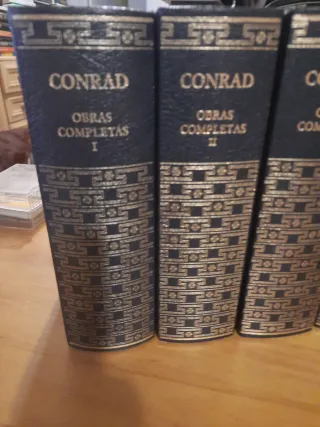 CONRAD
OBRAS
COMPLETAS
I
CONRAD
OBRAS
COMPLETAS
II